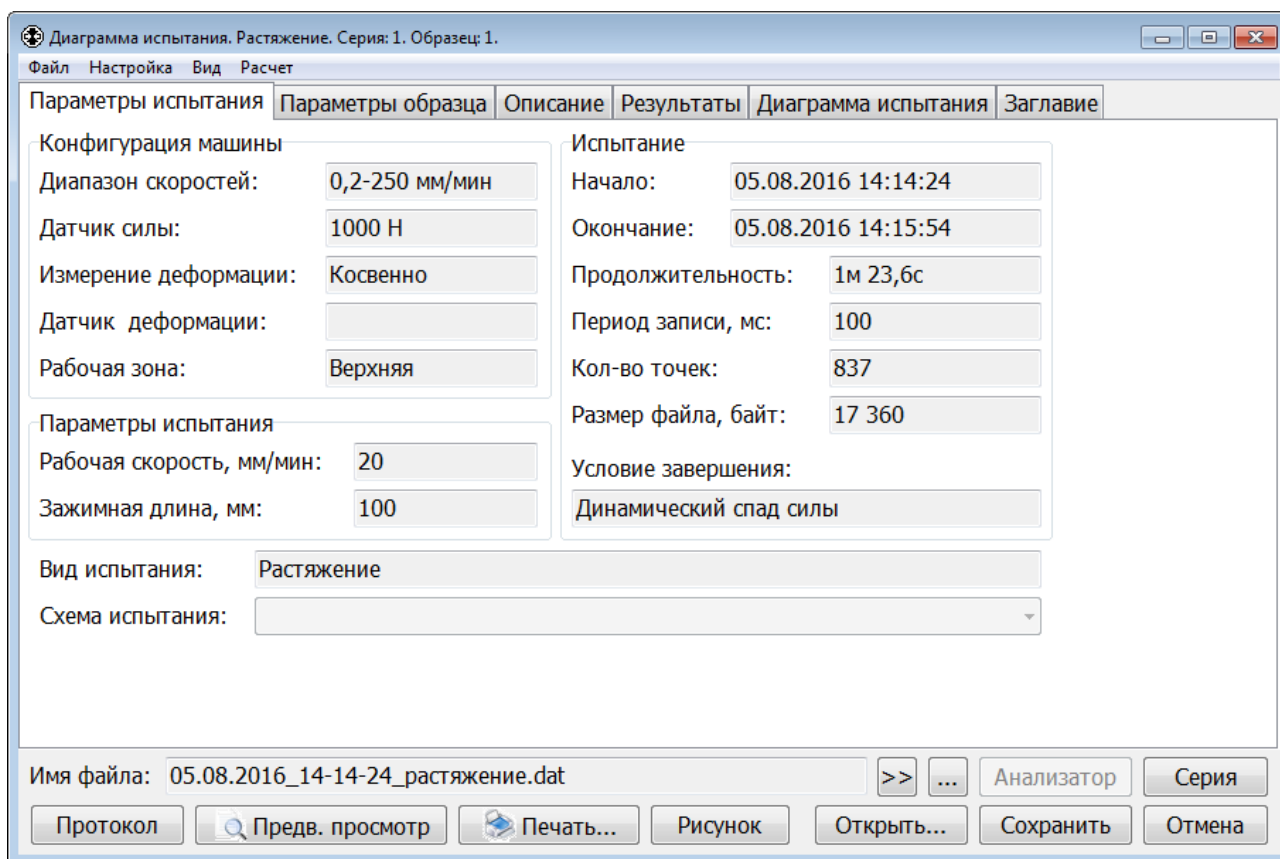 Диаграмма испытания. Растяжение. Серия: 1. Образец: 1.
Файл Настройка Вид Расчет
Параметры испытания Параметры образца Описание Результаты Диаграмма испытания Заглавие
Конфигурация машины
Диапазон скоростей: 0,2-250 мм/мин
Датчик силы: 1000 Н
Измерение деформации: Косвенно
Датчик деформации:
Рабочая зона: Верхняя
Параметры испытания
Рабочая скорость, мм/мин: 20
Зажимная длина, мм: 100
Испытание
Начало: 05.08.2016 14:14:24
Окончание: 05.08.2016 14:15:54
Продолжительность: 1м 23,6с
Период записи, мс: 100
Кол-во точек: 837
Размер файла, байт: 17 360
Условие завершения:
Динамический спад силы
Вид испытания: Растяжение
Схема испытания:
Имя файла: 05.08.2016_14-14-24_растяжение.dat >> ... Анализатор Серия
Протокол Предв. просмотр Печать... Рисунок Открыть... Сохранить Отмена